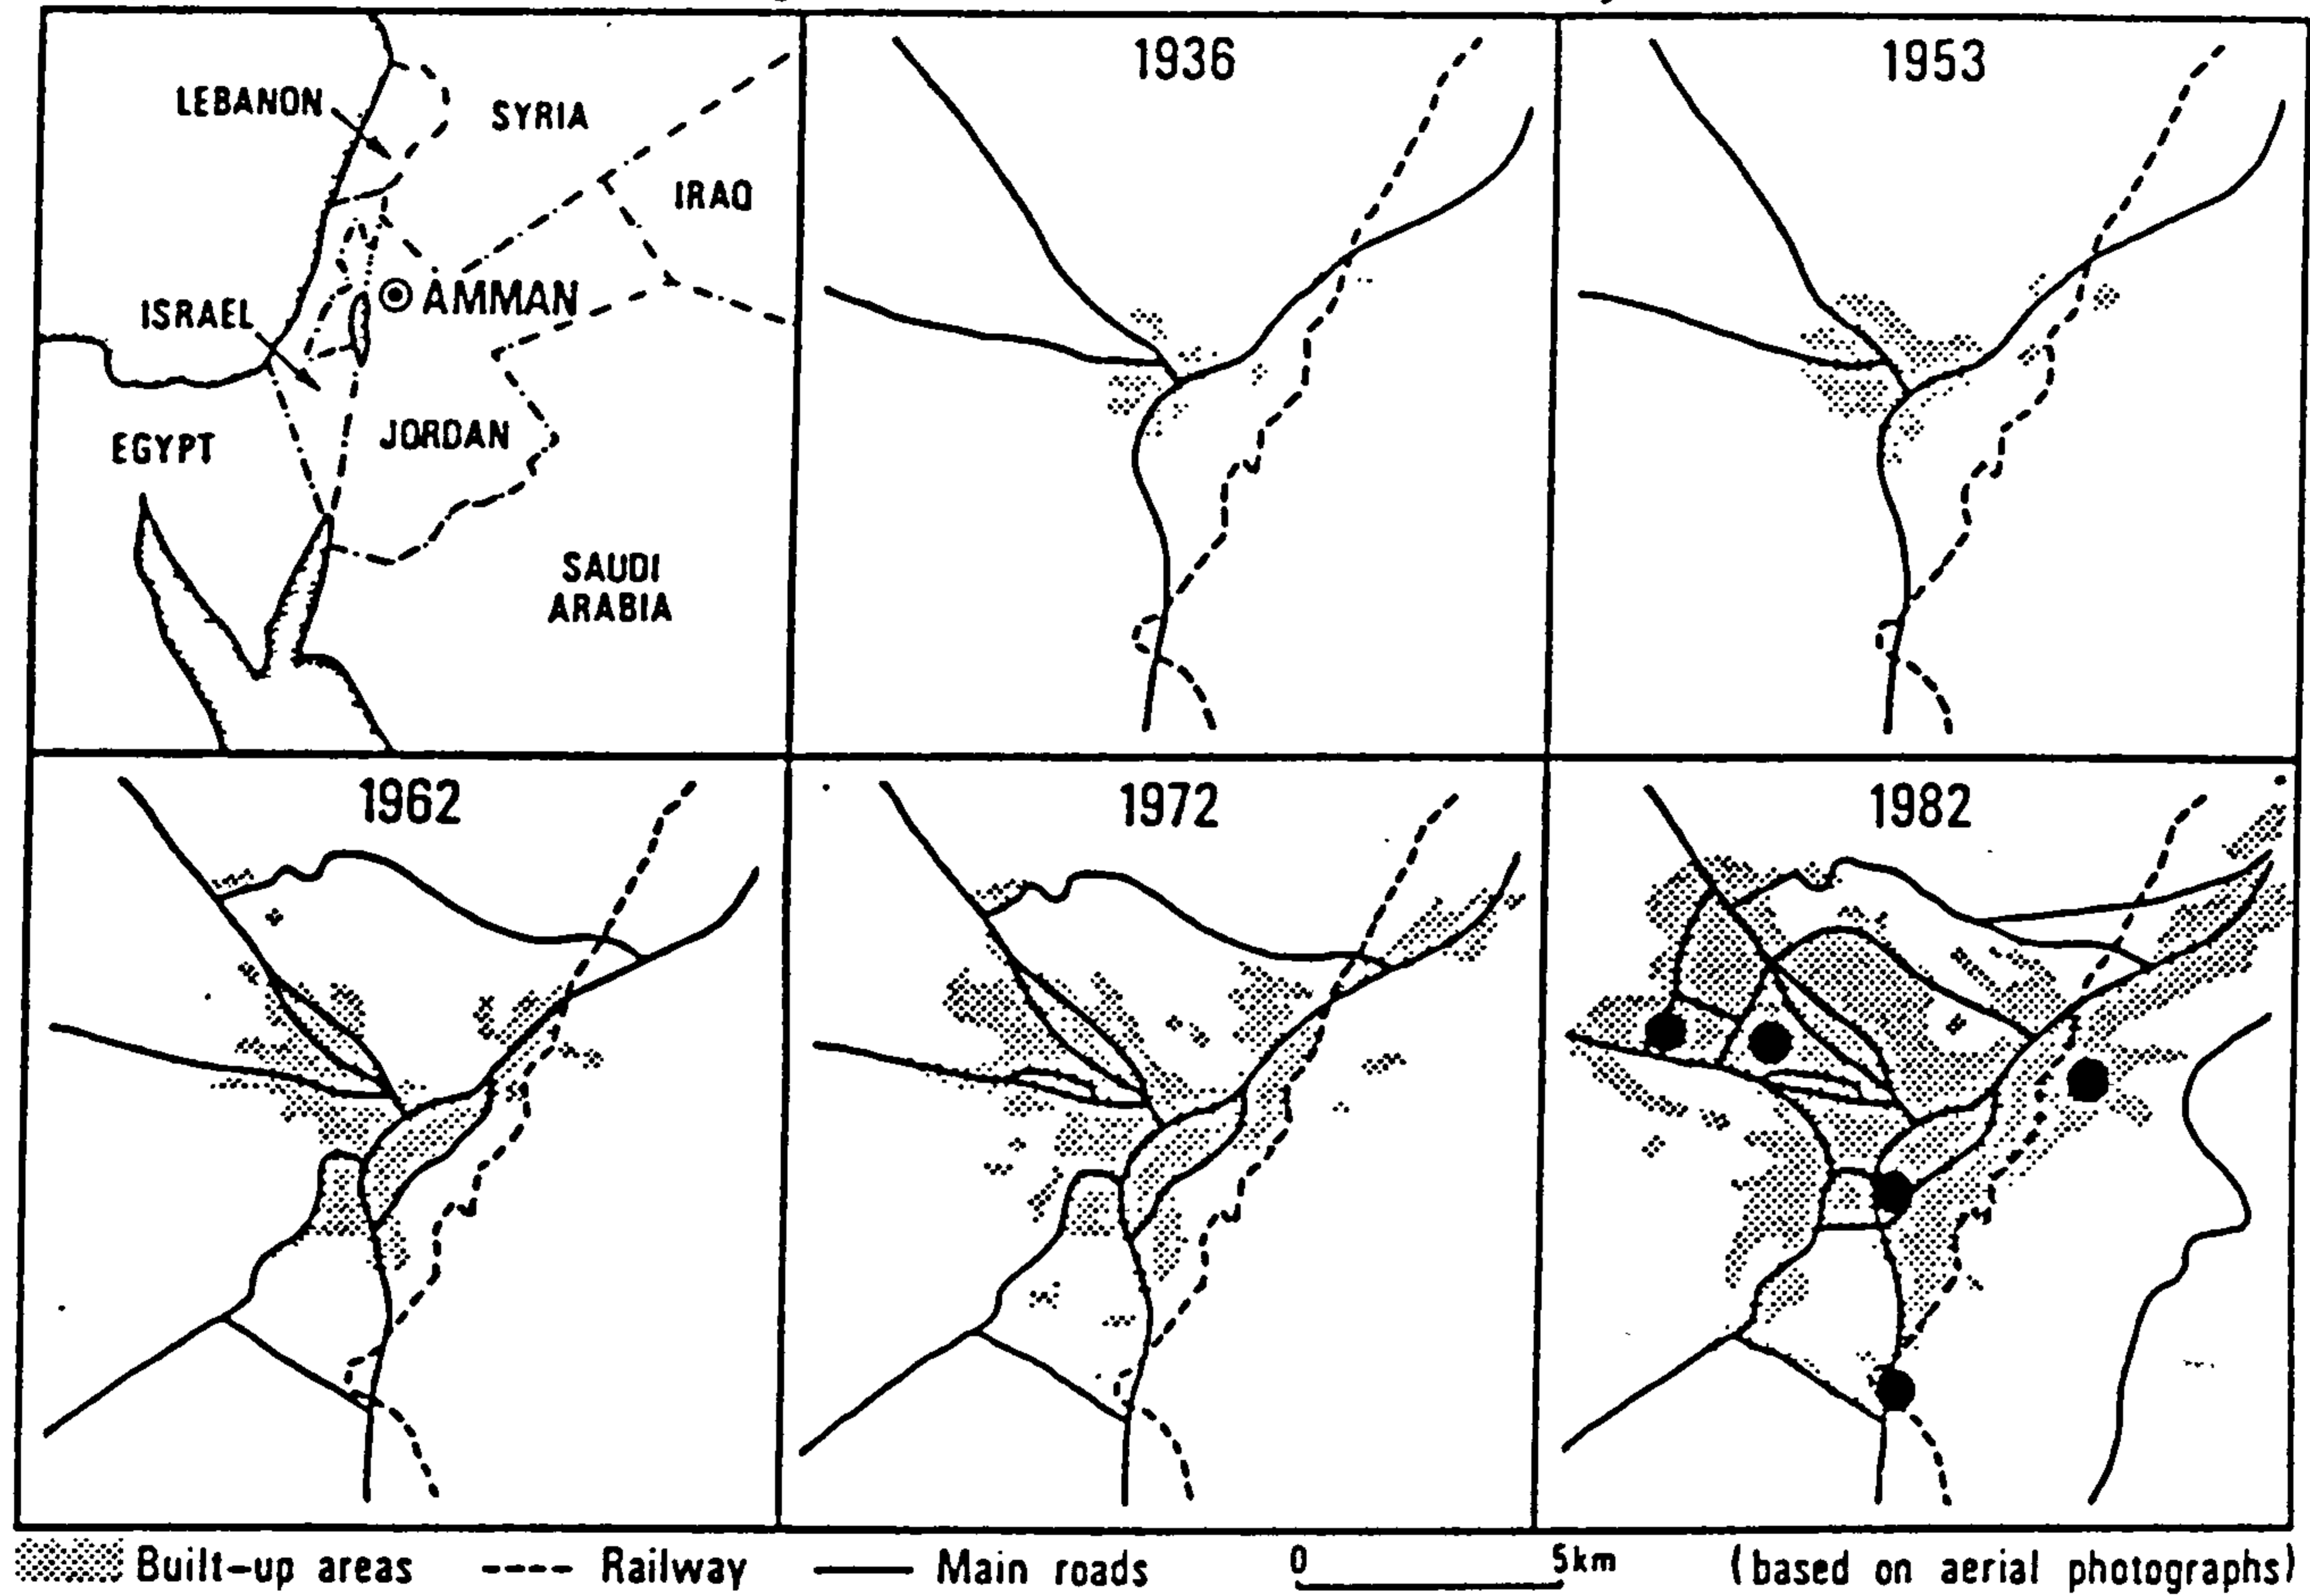 LEBANON
SYRIA
IRAQ
AMMAN
ISRAEL
EGYPT
JORDAN
SAUDI
ARABIA
1936
1953
1962
1972
1982
Built-up areas
Railway
Main roads
0
5km
(based on aerial photographs)